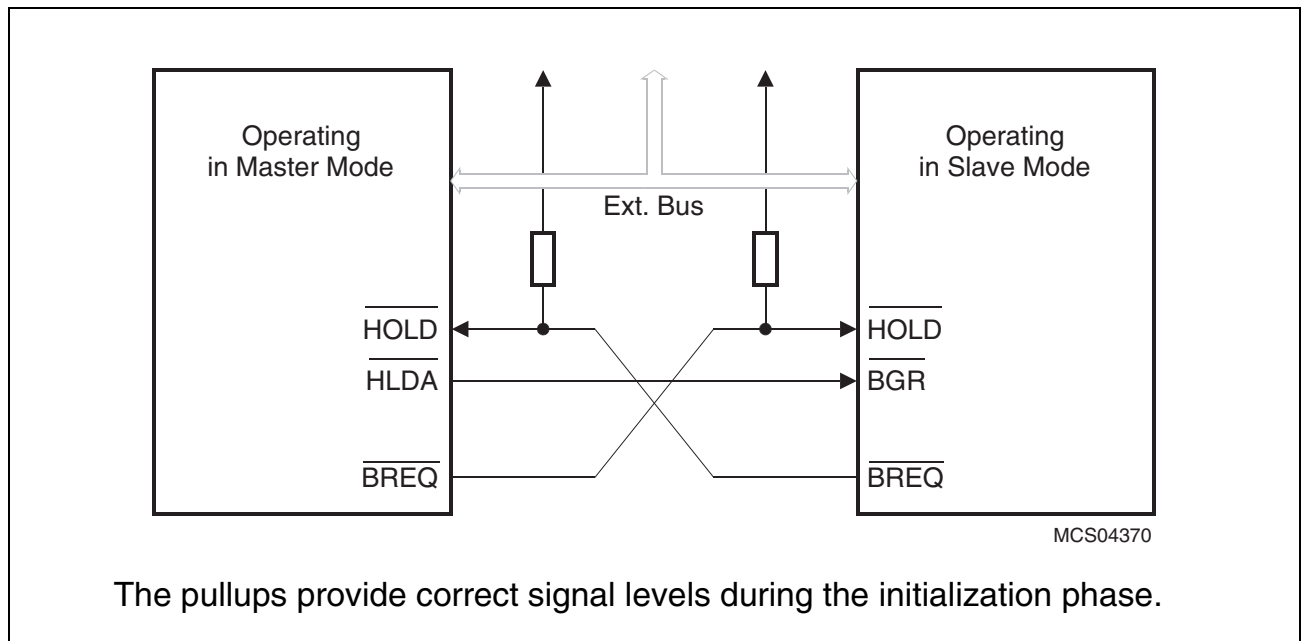 Operating
in Master Mode
Operating
in Slave Mode
Ext. Bus
HOLD
HOLD
HLDA
BGR
BREQ
BREQ
MCS04370
The pullups provide correct signal levels during the initialization phase.